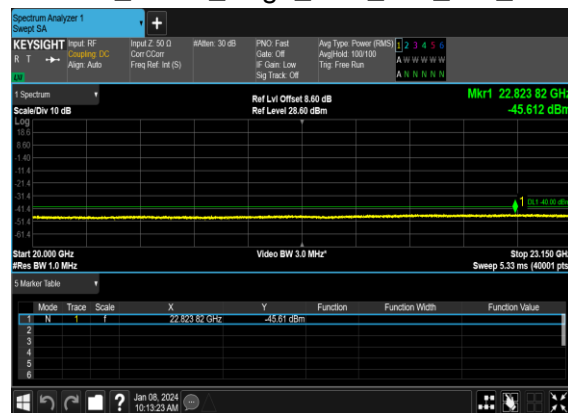 Spectrum Analyzer 1
Swept SA
+
KEYSIGHT Input: RF Input Z: 50 Ω #Atten: 30 dB PNO: Fast Avg Type: Power (RMS) 1 2 3 4 5 6
R T Coupling: DC Corr CCorr Gate: Off Avg|Hold: 100/100 A W W W W W
Align: Auto Freq Ref: Int (S) IF Gain: Low Trig: Free Run
Sig Track: Off A N N N N N
1 Spectrum Ref Lvl Offset 8.60 dB Mkr1 22.823 82 GHz
Scale/Div 10 dB Ref Level 28.60 dBm -45.612 dBm
Log
18.6
8.60
-1.40
-11.4
-21.4
-31.4
1 DL1 -40.00 dBm
-41.4
-51.4
-61.4
Start 20.000 GHz Video BW 3.0 MHz* Stop 23.150 GHz
#Res BW 1.0 MHz Sweep 5.33 ms (40001 pts)
5 Marker Table
Mode Trace Scale X Y Function Function Width Function Value
1 N 1 f 22.823 82 GHz -45.61 dBm
2
3
4
5
6
? Jan 08, 2024
10:13:23 AM